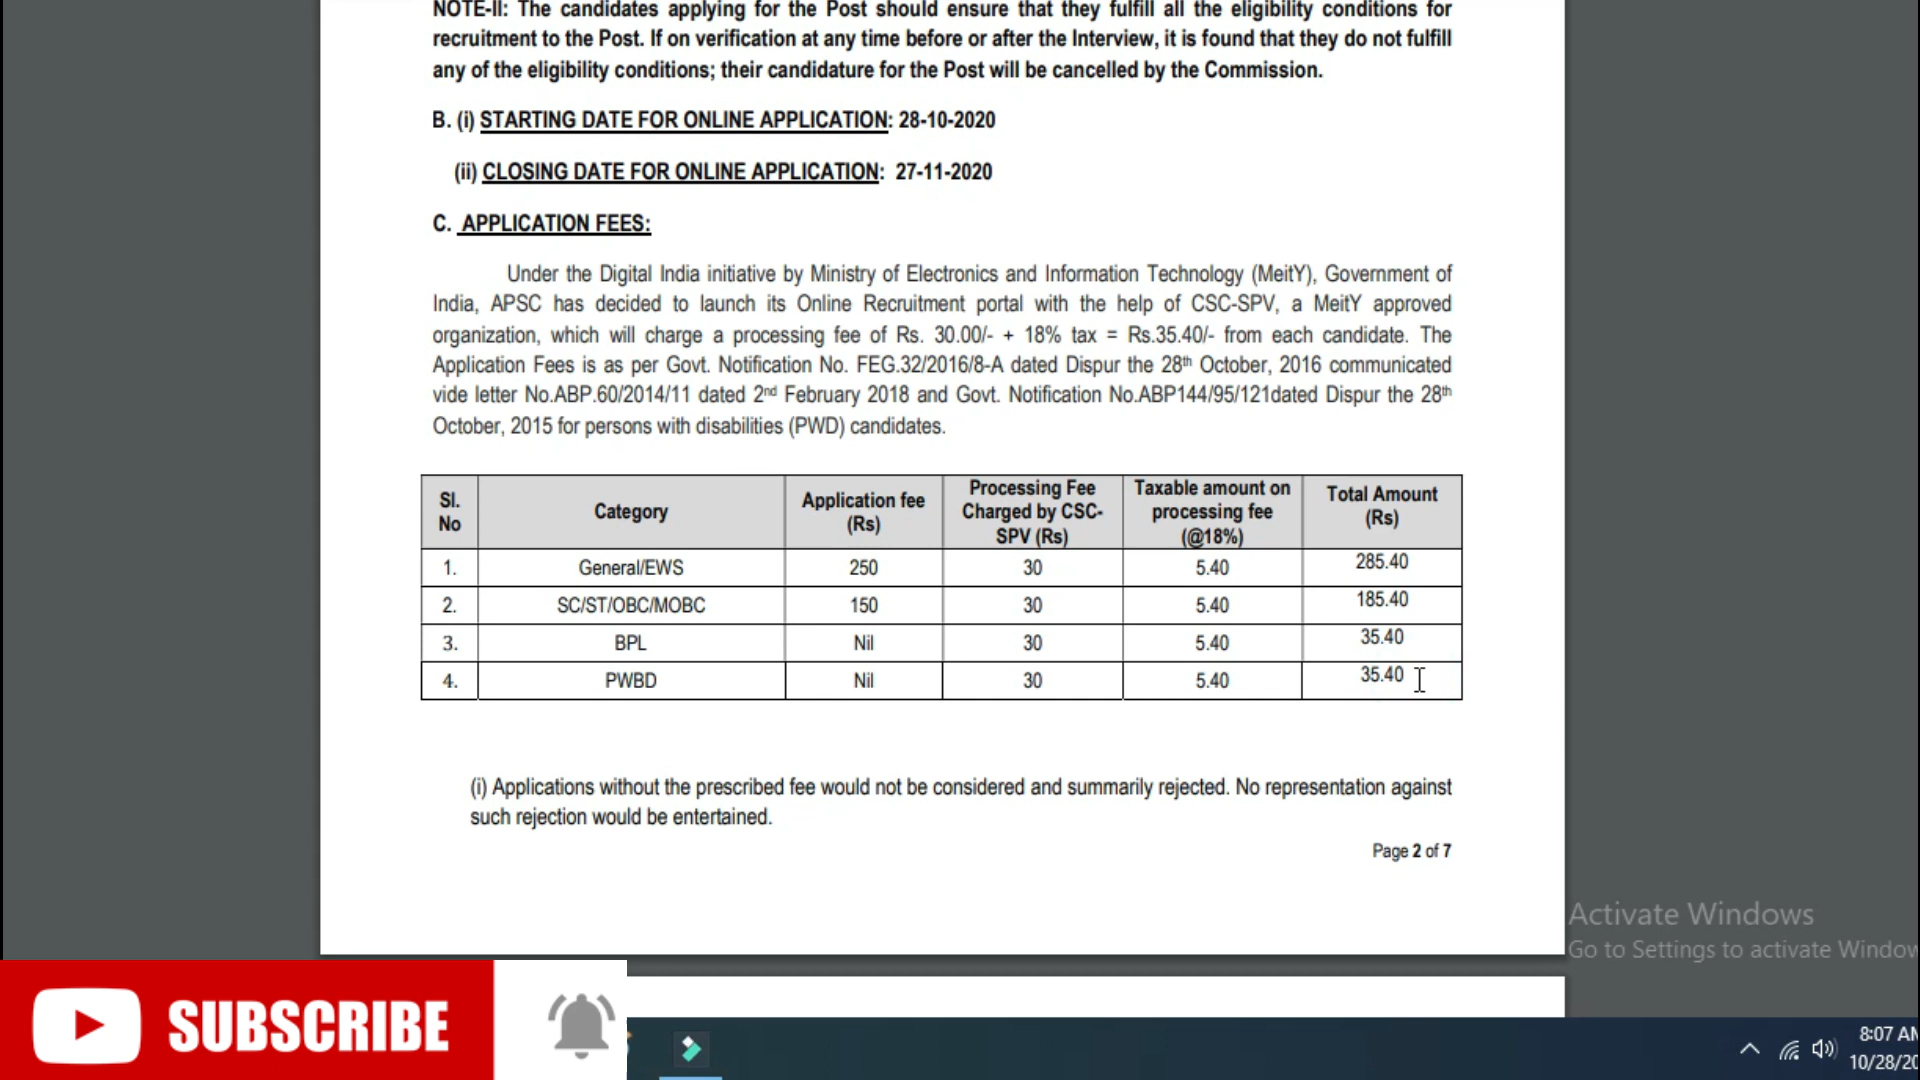 NOTE-II: The candidates applying for the Post should ensure that they fulfill all the eligibility conditions for
recruitment to the Post. If on verification at any time before or after the Interview, it is found that they do not fulfill
any of the eligibility conditions; their candidature for the Post will be cancelled by the Commission.
B. (i) STARTING DATE FOR ONLINE APPLICATION: 28-10-2020
(ii) CLOSING DATE FOR ONLINE APPLICATION: 27-11-2020
C. APPLICATION FEES:
Under the Digital India initiative by Ministry of Electronics and Information Technology (MeitY), Government of
India, APSC has decided to launch its Online Recruitment portal with the help of CSC-SPV, a MeitY approved
organization, which will charge a processing fee of Rs. 30.00/- + 18% tax = Rs.35.40/- from each candidate. The
Application Fees is as per Govt. Notification No. FEG.32/2016/8-A dated Dispur the 28th October, 2016 communicated
vide letter No.ABP.60/2014/11 dated 2nd February 2018 and Govt. Notification No.ABP144/95/121dated Dispur the 28th
October, 2015 for persons with disabilities (PWD) candidates.
Sl. No Category Application fee (Rs) Processing Fee Charged by CSC-SPV (Rs) Taxable amount on processing fee (@18%) Total Amount (Rs)
1. General/EWS 250 30 5.40 285.40
2. SC/ST/OBC/MOBC 150 30 5.40 185.40
3. BPL Nil 30 5.40 35.40
4. PWBD Nil 30 5.40 35.40
(i) Applications without the prescribed fee would not be considered and summarily rejected. No representation against
such rejection would be entertained.
Page 2 of 7
Activate Windows
Go to Settings to activate Window
SUBSCRIBE
8:07 AM
10/28/20